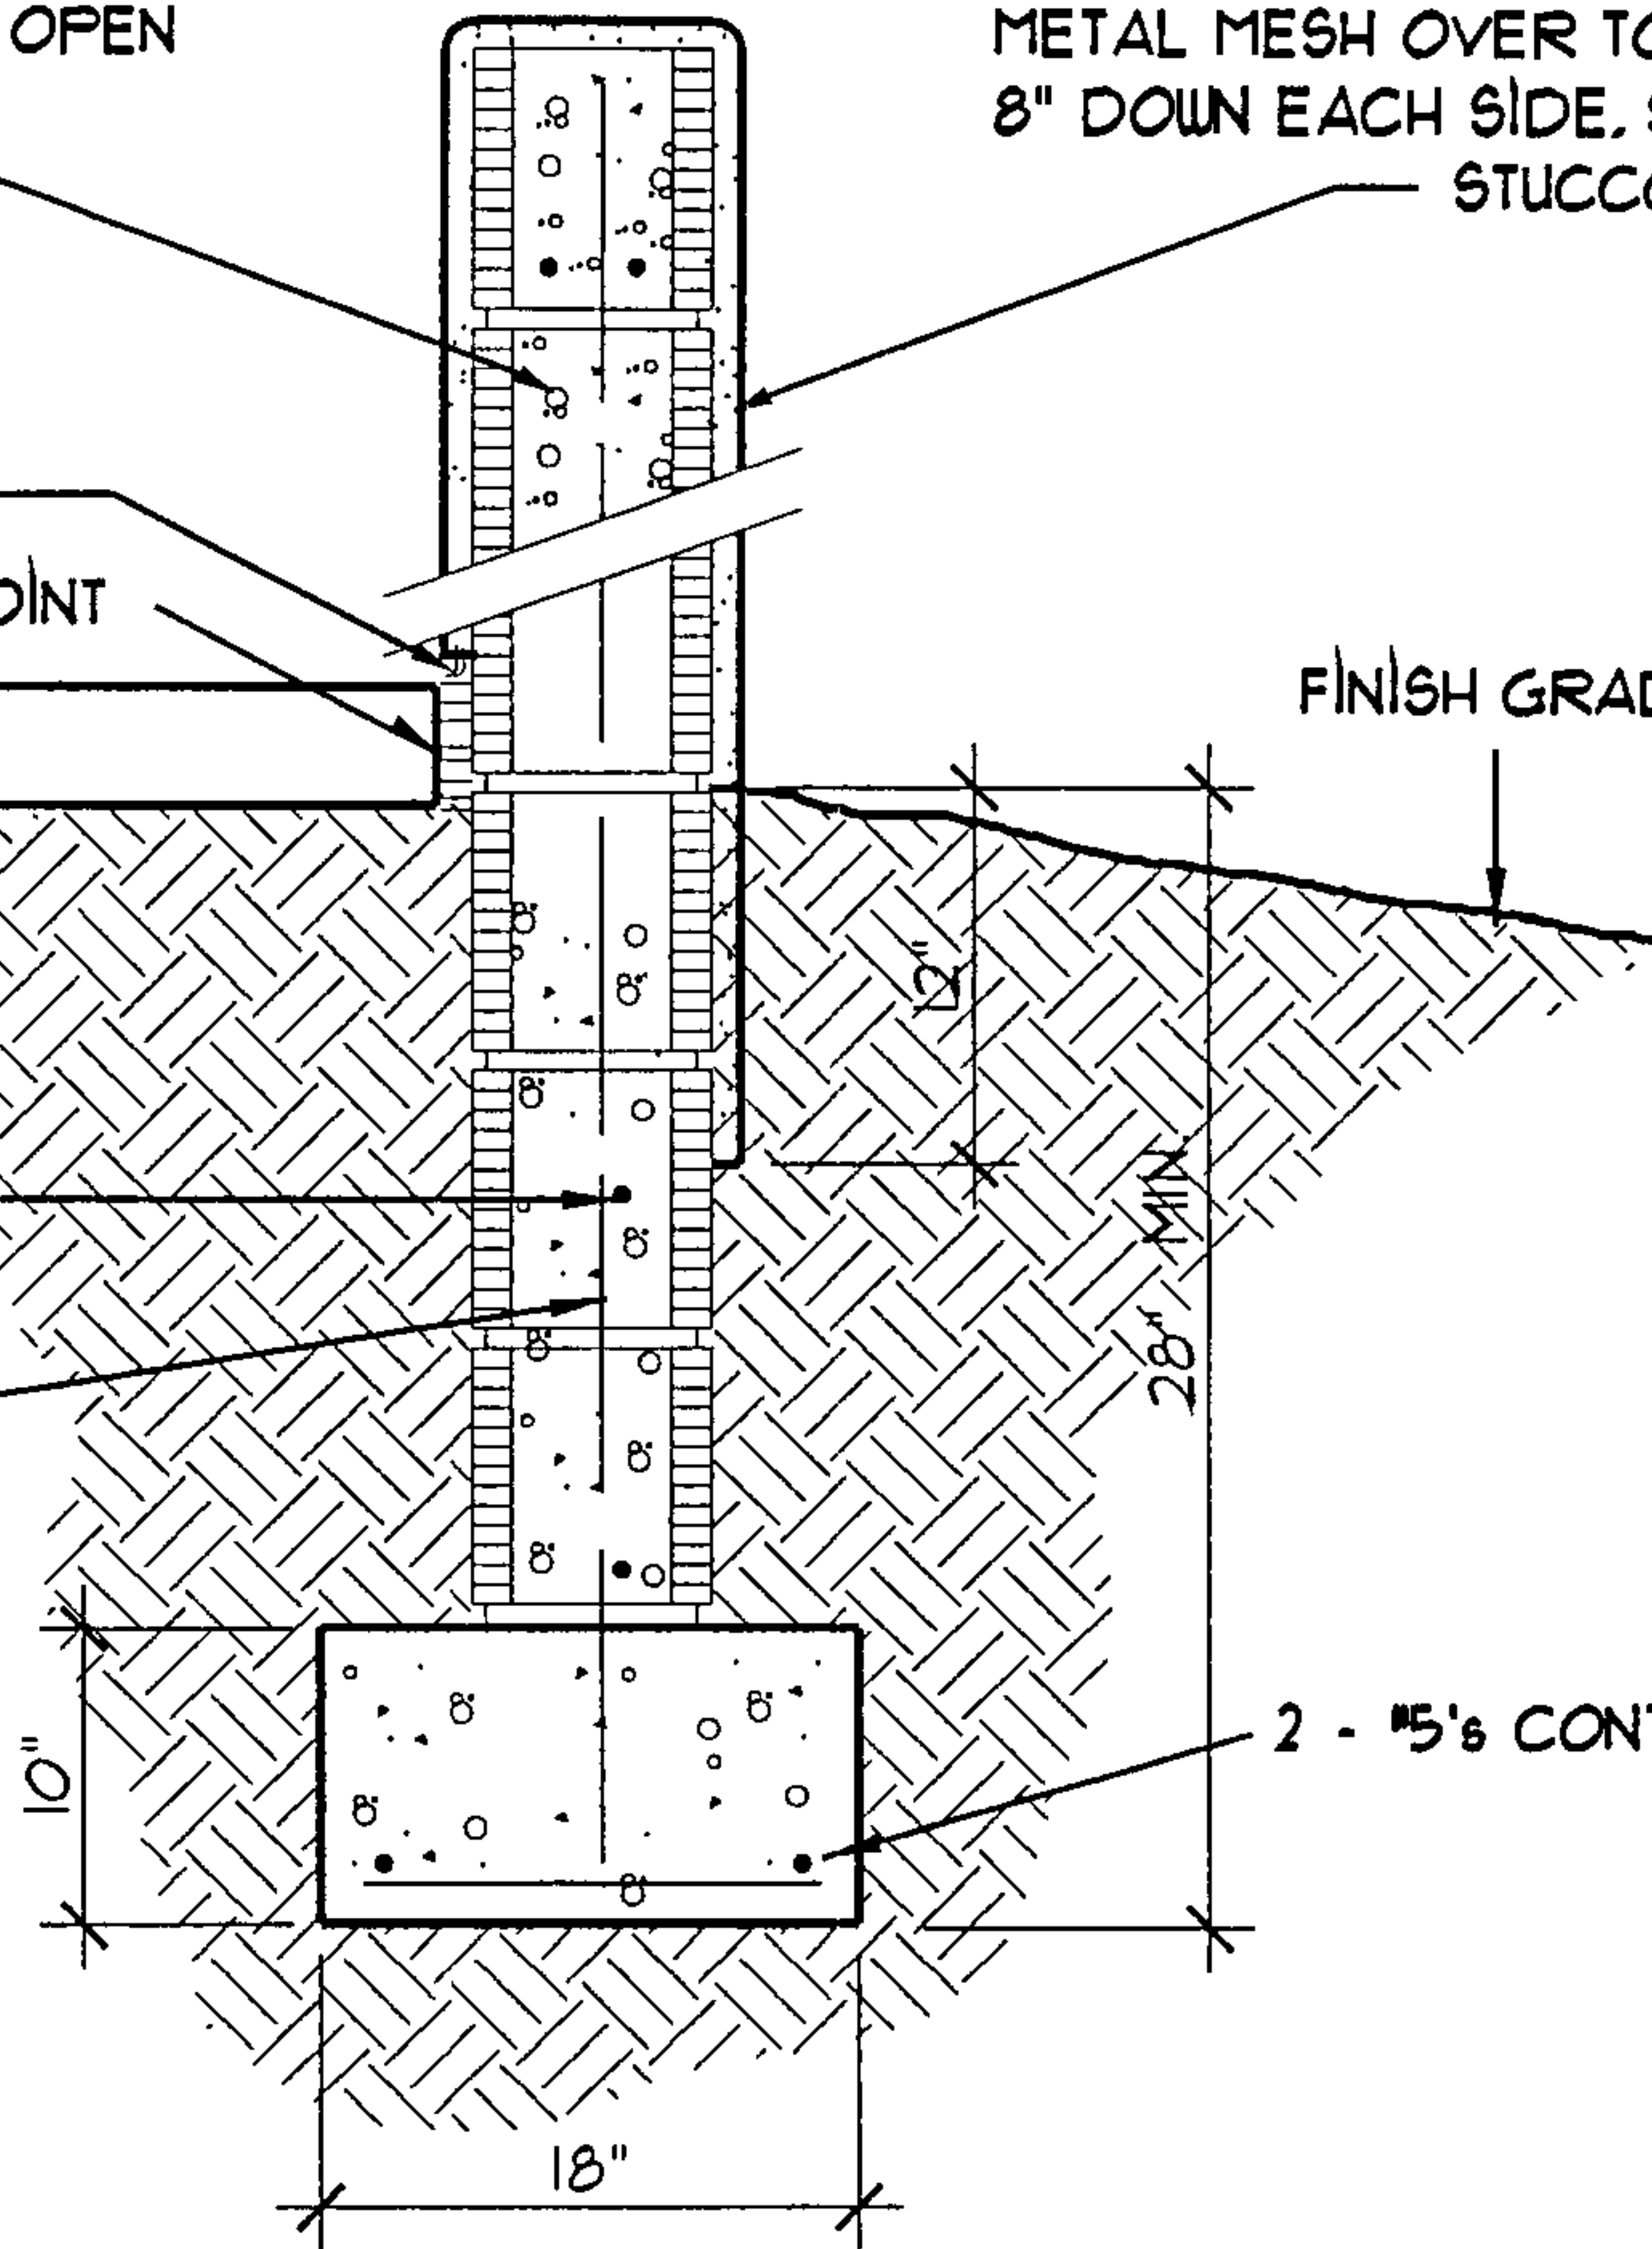 OPEN
METAL MESH OVER TO
8" DOWN EACH SIDE, S
STUCCO
OINT
FINISH GRAD
12"
28" MIN.
10"
2 - #5's CONT
18"